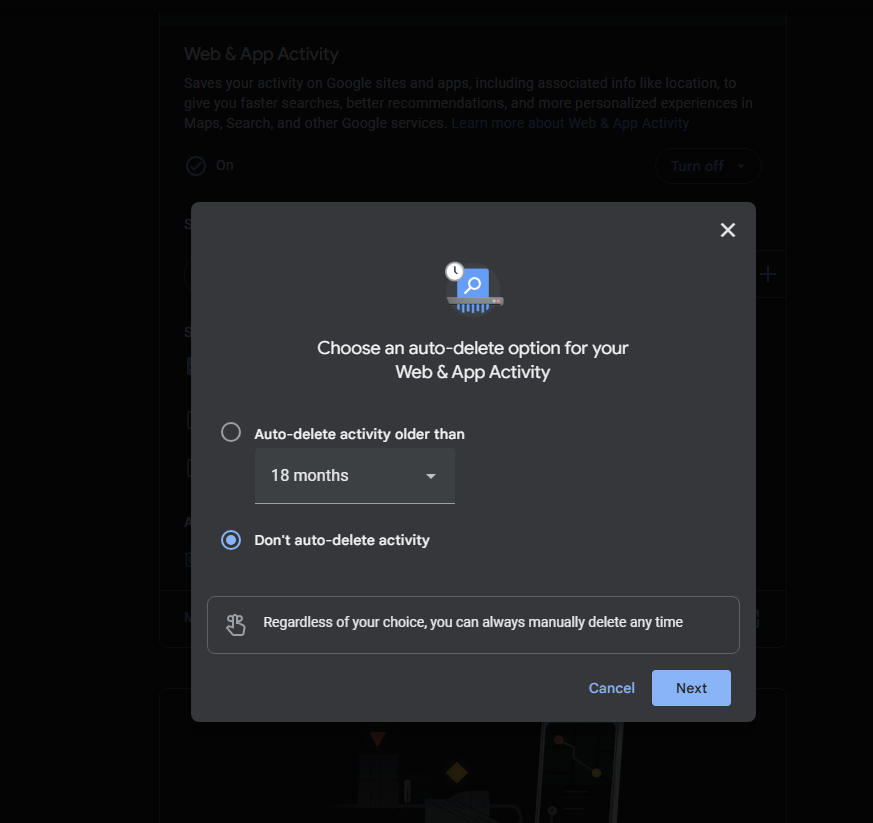 Web & App Activity
Saves your activity on Google sites and apps, including associated info like location, to
give you faster searches, better recommendations, and more personalized experiences in
Maps, Search, and other Google services. Learn more about Web & App Activity
On
Turn off
S
Choose an auto-delete option for your
Web & App Activity
Auto-delete activity older than
18 months
Don't auto-delete activity
Regardless of your choice, you can always manually delete any time
Cancel
Next